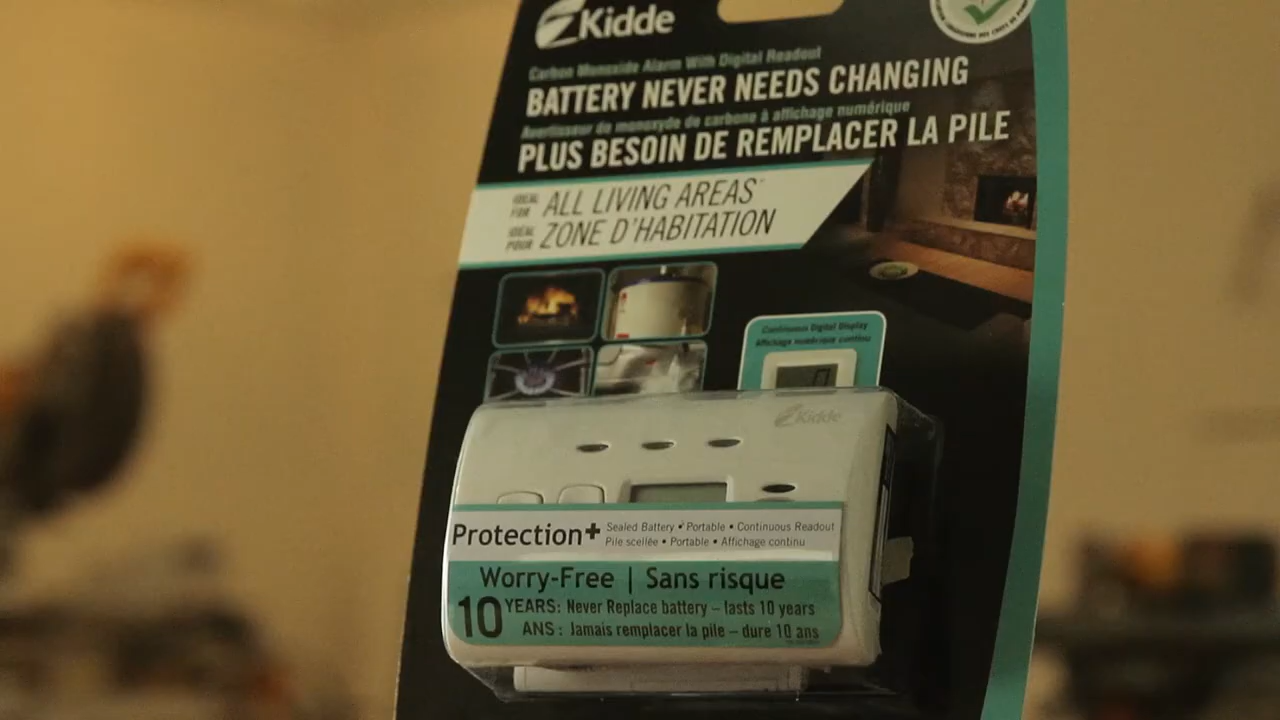 Kidde
Carbon Monoxide Alarm With Digital Readout
BATTERY NEVER NEEDS CHANGING
Avertisseur de monoxyde de carbone à affichage numérique
PLUS BESOIN DE REMPLACER LA PILE
IDEAL FOR ALL LIVING AREAS
IDÉAL POUR ZONE D'HABITATION
Continuous Digital Display
Affichage numérique continu
Kidde
Protection+
Sealed Battery • Portable • Continuous Readout
Pile scellée • Portable • Affichage continu
Worry-Free | Sans risque
10 YEARS: Never Replace battery – lasts 10 years
ANS : Jamais remplacer la pile – dure 10 ans